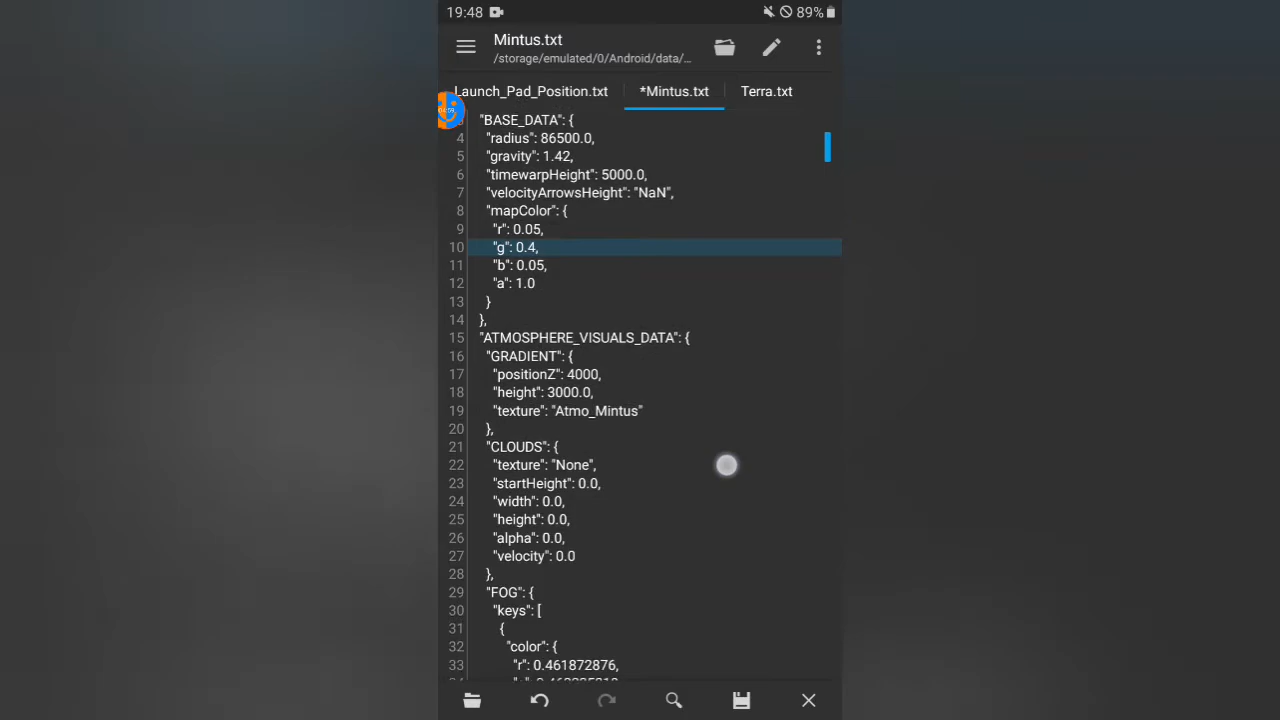 19:48 89%
Mintus.txt
/storage/emulated/0/Android/data/…
Launch_Pad_Position.txt *Mintus.txt Terra.txt
"BASE_DATA": {
4 "radius": 86500.0,
5 "gravity": 1.42,
6 "timewarpHeight": 5000.0,
7 "velocityArrowsHeight": "NaN",
8 "mapColor": {
9 "r": 0.05,
10 "g": 0.4,
11 "b": 0.05,
12 "a": 1.0
13 }
14 },
15 "ATMOSPHERE_VISUALS_DATA": {
16 "GRADIENT": {
17 "positionZ": 4000,
18 "height": 3000.0,
19 "texture": "Atmo_Mintus"
20 },
21 "CLOUDS": {
22 "texture": "None",
23 "startHeight": 0.0,
24 "width": 0.0,
25 "height": 0.0,
26 "alpha": 0.0,
27 "velocity": 0.0
28 },
29 "FOG": {
30 "keys": [
31 {
32 "color": {
33 "r": 0.461872876,